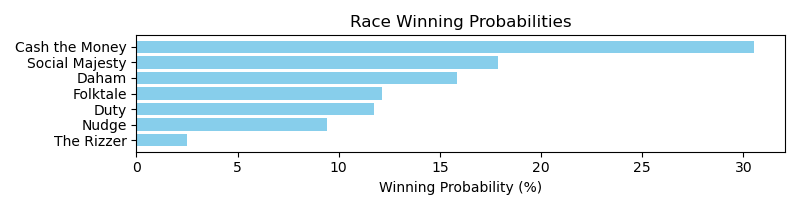 Race Winning Probabilities
Cash the Money
Social Majesty
Daham
Folktale
Duty
Nudge
The Rizzer
0 5 10 15 20 25 30
Winning Probability (%)